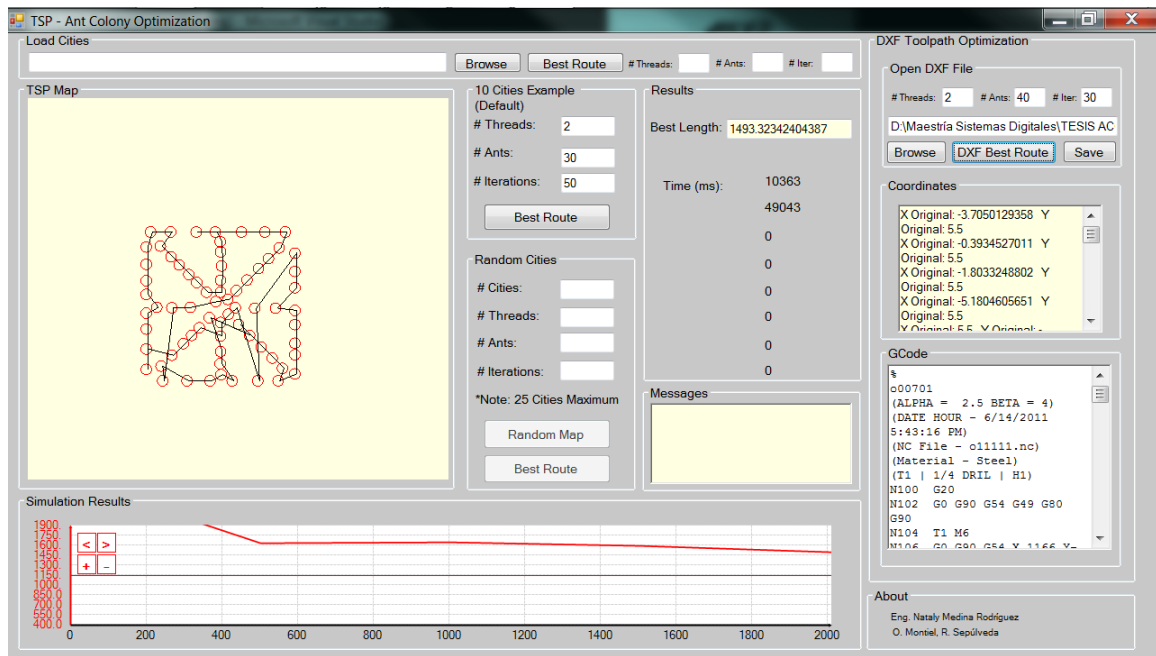 TSP - Ant Colony Optimization
Load Cities
Browse
Best Route
# Threads:
# Ants:
# Iter:
TSP Map
10 Cities Example
(Default)
# Threads:
2
# Ants:
30
# Iterations:
50
Best Route
Random Cities
# Cities:
# Threads:
# Ants:
# Iterations:
*Note: 25 Cities Maximum
Random Map
Best Route
Results
Best Length:
1493.32342404387
Time (ms):
10363
49043
0
0
0
0
0
0
Messages
Simulation Results
1900.
1750.
1600.
1450.
1300.
1150.
1000.
850.0
700.0
550.0
400.0
< >
+ -
0 200 400 600 800 1000 1200 1400 1600 1800 2000
DXF Toolpath Optimization
Open DXF File
# Threads: 2 # Ants: 40 # Iter: 30
D:\Maestría Sistemas Digitales\TESIS AC
Browse
DXF Best Route
Save
Coordinates
X Original: -3.7050129358 Y
Original: 5.5
X Original: -0.3934527011 Y
Original: 5.5
X Original: -1.8033248802 Y
Original: 5.5
X Original: -5.1804605651 Y
Original: 5.5
X Original: 5.5 Y Original: -
GCode
%
o00701
(ALPHA = 2.5 BETA = 4)
(DATE HOUR - 6/14/2011
5:43:16 PM)
(NC File - o11111.nc)
(Material - Steel)
(T1 | 1/4 DRIL | H1)
N100 G20
N102 G0 G90 G54 G49 G80
G90
N104 T1 M6
N106 G0 G90 G54 X.1166 Y-
About
Eng. Nataly Medina Rodríguez
O. Montiel, R. Sepúlveda